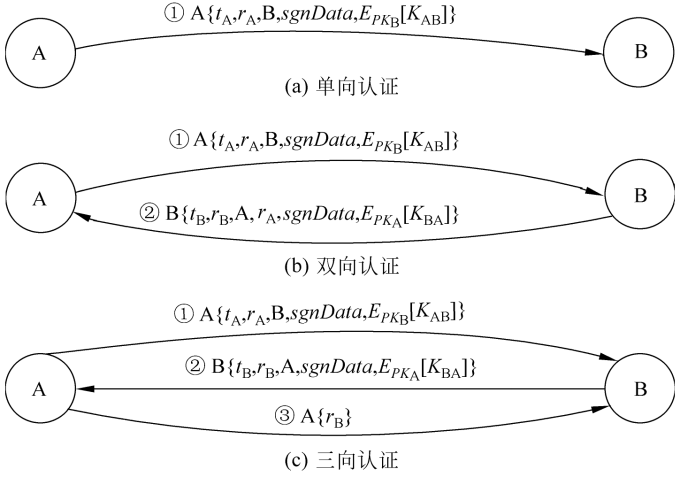 ① A{t_A,r_A,B,sgnData,E_{PK_B}[K_{AB}]}
A
B
(a) 单向认证
① A{t_A,r_A,B,sgnData,E_{PK_B}[K_{AB}]}
A
B
② B{t_B,r_B,A,r_A,sgnData,E_{PK_A}[K_{BA}]}
(b) 双向认证
① A{t_A,r_A,B,sgnData,E_{PK_B}[K_{AB}]}
② B{t_B,r_B,A,sgnData,E_{PK_A}[K_{BA}]}
A
B
③ A{r_B}
(c) 三向认证